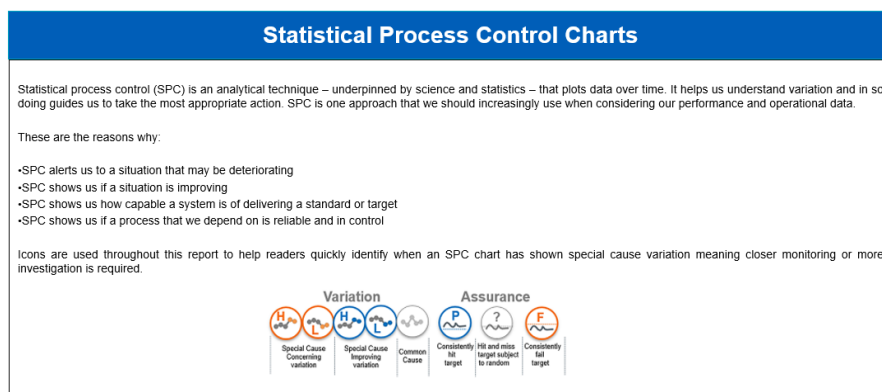 Statistical Process Control Charts
Statistical process control (SPC) is an analytical technique – underpinned by science and statistics – that plots data over time. It helps us understand variation and in so
doing guides us to take the most appropriate action. SPC is one approach that we should increasingly use when considering our performance and operational data.
These are the reasons why:
•SPC alerts us to a situation that may be deteriorating
•SPC shows us if a situation is improving
•SPC shows us how capable a system is of delivering a standard or target
•SPC shows us if a process that we depend on is reliable and in control
Icons are used throughout this report to help readers quickly identify when an SPC chart has shown special cause variation meaning closer monitoring or more
investigation is required.
Variation Assurance
H L H L P ? F
Special Cause Special Cause Common Consistently Hit and miss Consistently
Concerning Improving Cause hit target subject fail
variation variation target to random target